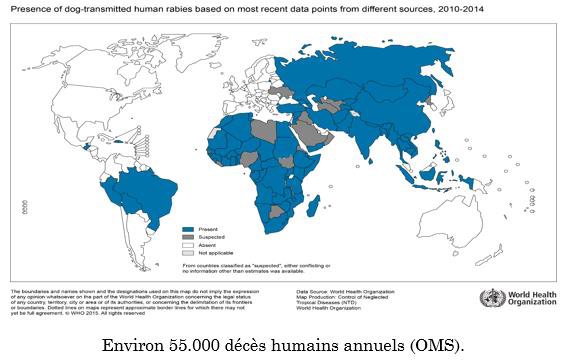 Presence of dog-transmitted human rabies based on most recent data points from different sources, 2010-2014
Present
Suspected
Absent
Not applicable
From countries classified as "suspected", either conflicting or
no information other than estimates was available.
The boundaries and names shown and the designations used on this map do not imply the expression
of any opinion whatsoever on the part of the World Health Organization concerning the legal status
of any country, territory, city or area or of its authorities, or concerning the delimitation of its frontiers
or boundaries. Dotted lines on maps represent approximate border lines for which there may not
yet be full agreement. © WHO 2015. All rights reserved
Data Source: World Health Organization
Map Production: Control of Neglected
Tropical Diseases (NTD)
World Health Organization
World Health
Organization
Environ 55.000 décès humains annuels (OMS).